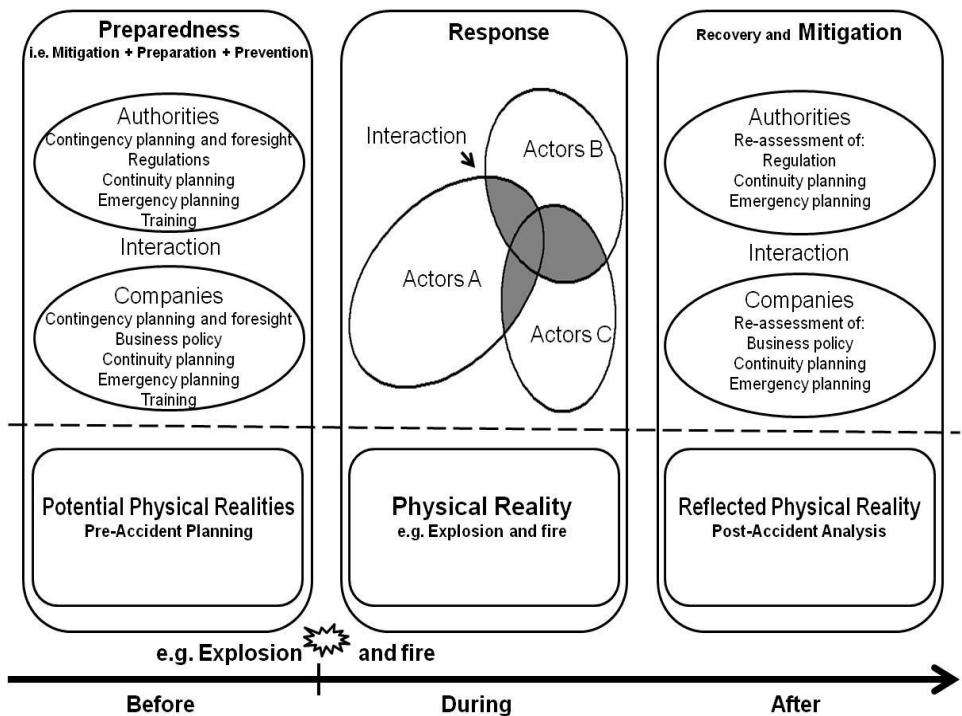 Preparedness
i.e. Mitigation + Preparation + Prevention
Authorities
Contingency planning and foresight
Regulations
Continuity planning
Emergency planning
Training
Interaction
Companies
Contingency planning and foresight
Business policy
Continuity planning
Emergency planning
Training
Potential Physical Realities
Pre-Accident Planning
Response
Interaction
Actors B
Actors A
Actors C
Physical Reality
e.g. Explosion and fire
Recovery and Mitigation
Authorities
Re-assessment of:
Regulation
Continuity planning
Emergency planning
Interaction
Companies
Re-assessment of:
Business policy
Continuity planning
Emergency planning
Reflected Physical Reality
Post-Accident Analysis
e.g. Explosion and fire
Before
During
After